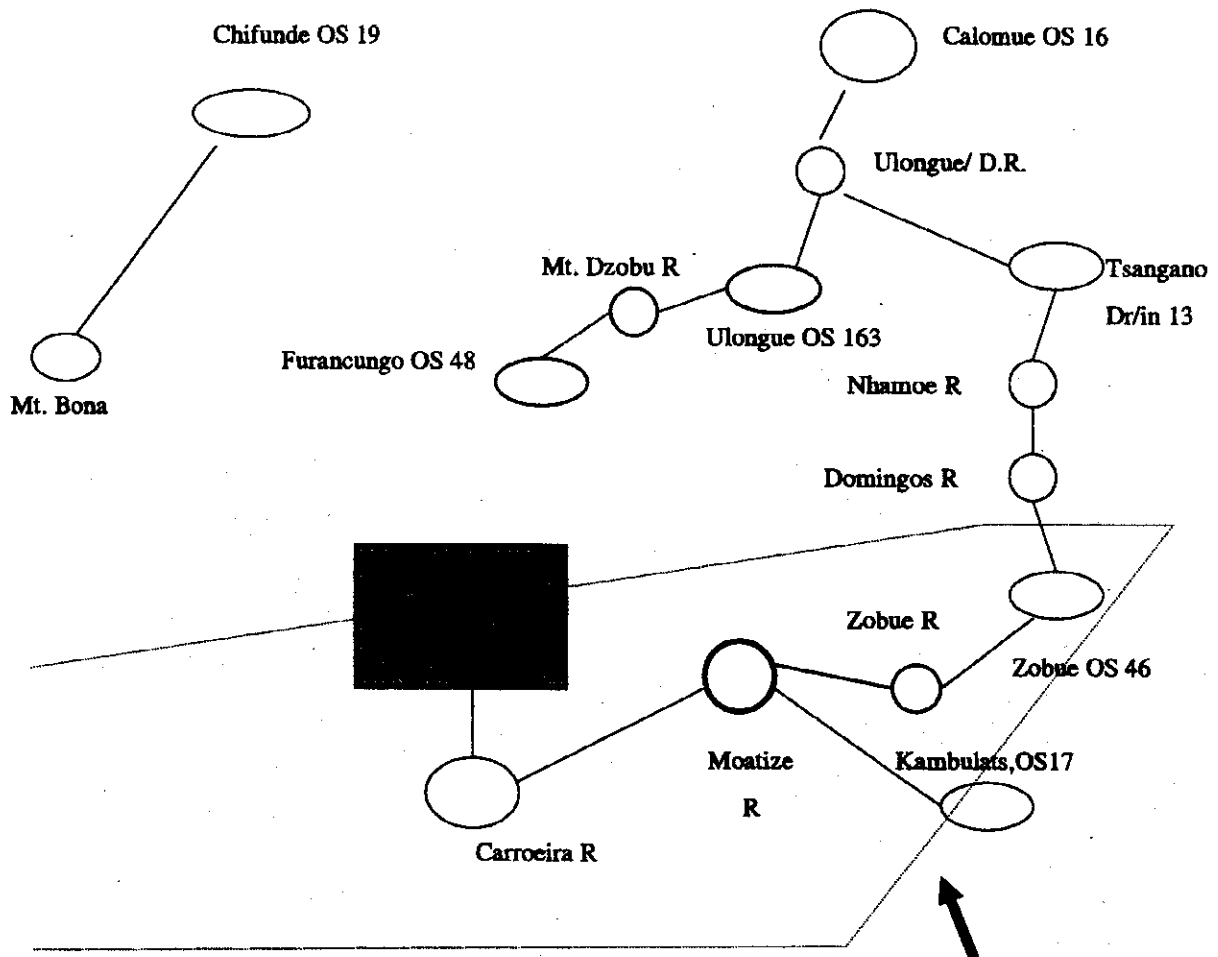 Chifunde OS 19
Calomue OS 16
Ulongue/ D.R.
Mt. Dzobu R
Tsangano
Dr/in 13
Ulongue OS 163
Furancungo OS 48
Nhamoe R
Mt. Bona
Domingos R
Zobue R
Zobue OS 46
Moatize
R
Kambulats,OS17
Carroeira R